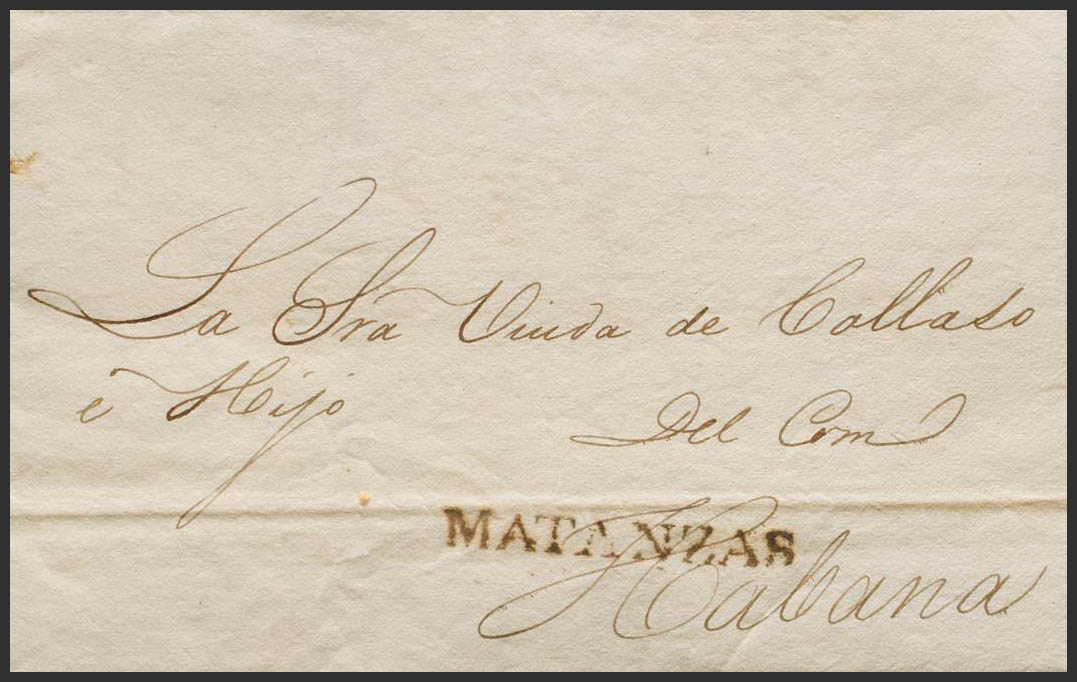 La Sra Viuda de Collaso
é Hijo Del Com
MATANZAS
Habana